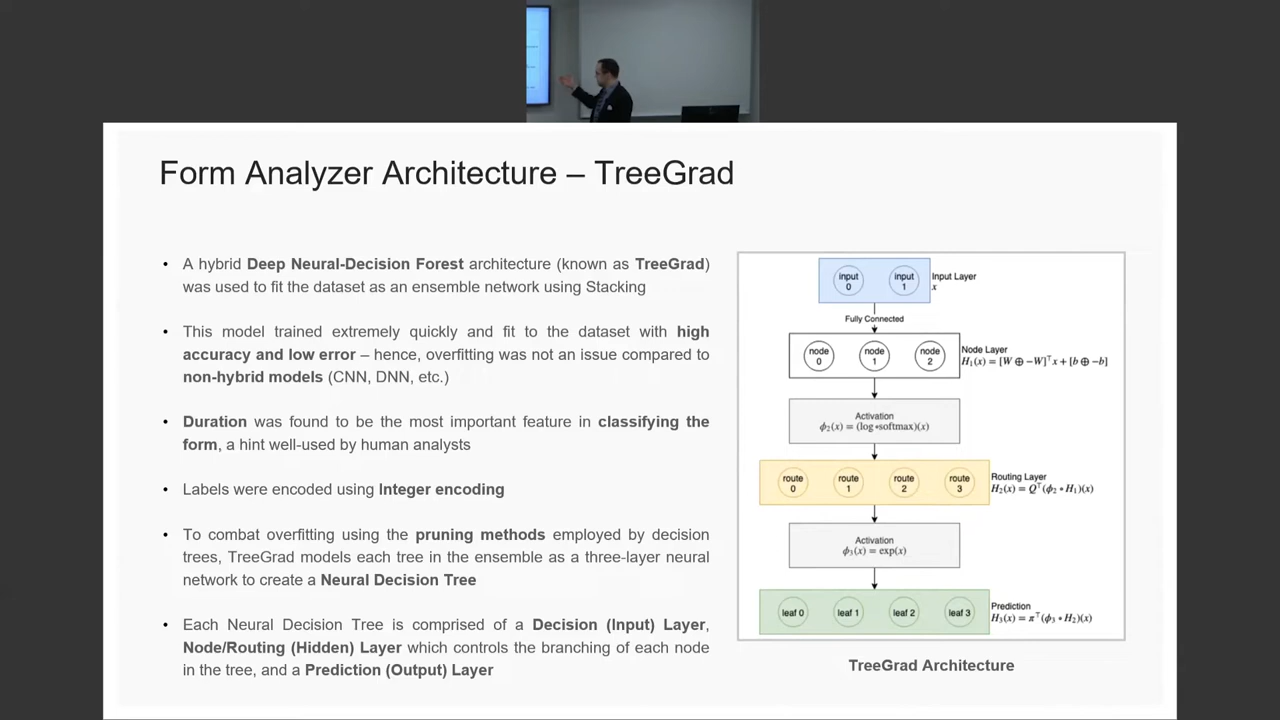 Form Analyzer Architecture – TreeGrad
• A hybrid Deep Neural-Decision Forest architecture (known as TreeGrad)
was used to fit the dataset as an ensemble network using Stacking
• This model trained extremely quickly and fit to the dataset with high
accuracy and low error – hence, overfitting was not an issue compared to
non-hybrid models (CNN, DNN, etc.)
• Duration was found to be the most important feature in classifying the
form, a hint well-used by human analysts
• Labels were encoded using Integer encoding
• To combat overfitting using the pruning methods employed by decision
trees, TreeGrad models each tree in the ensemble as a three-layer neural
network to create a Neural Decision Tree
• Each Neural Decision Tree is comprised of a Decision (Input) Layer,
Node/Routing (Hidden) Layer which controls the branching of each node
in the tree, and a Prediction (Output) Layer
input
0
input
1
Input Layer
x
Fully Connected
node
0
node
1
node
2
Node Layer
H₁(x) = [W ⊕ −W]ᵀx + [b ⊕ −b]
Activation
ϕ₂(x) = (log∘softmax)(x)
route
0
route
1
route
2
route
3
Routing Layer
H₂(x) = Qᵀ(ϕ₂ ∘ H₁)(x)
Activation
ϕ₃(x) = exp(x)
leaf 0
leaf 1
leaf 2
leaf 3
Prediction
H₃(x) = πᵀ(ϕ₃ ∘ H₂)(x)
TreeGrad Architecture